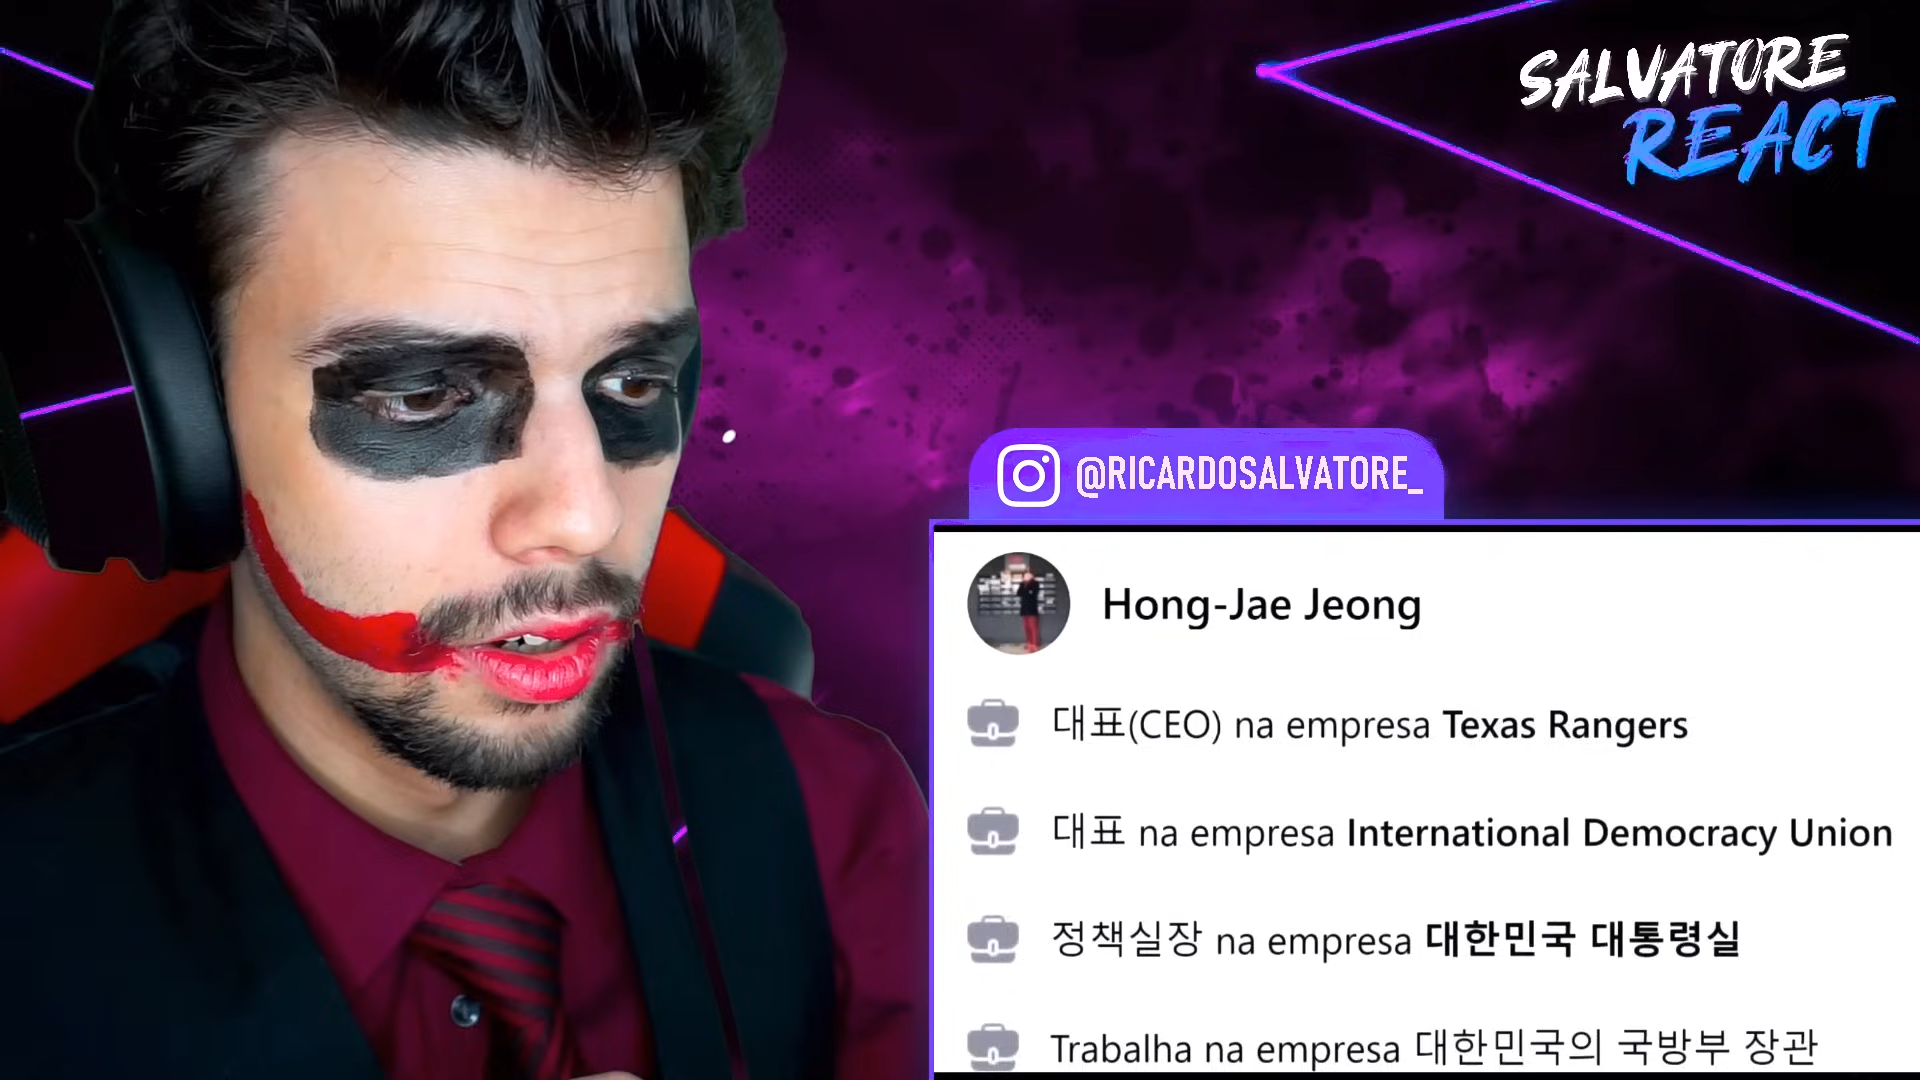 SALVATORE
REACT
@RICARDOSALVATORE_
Hong-Jae Jeong
대표(CEO) na empresa Texas Rangers
대표 na empresa International Democracy Union
정책실장 na empresa 대한민국 대통령실
Trabalha na empresa 대한민국의 국방부 장관